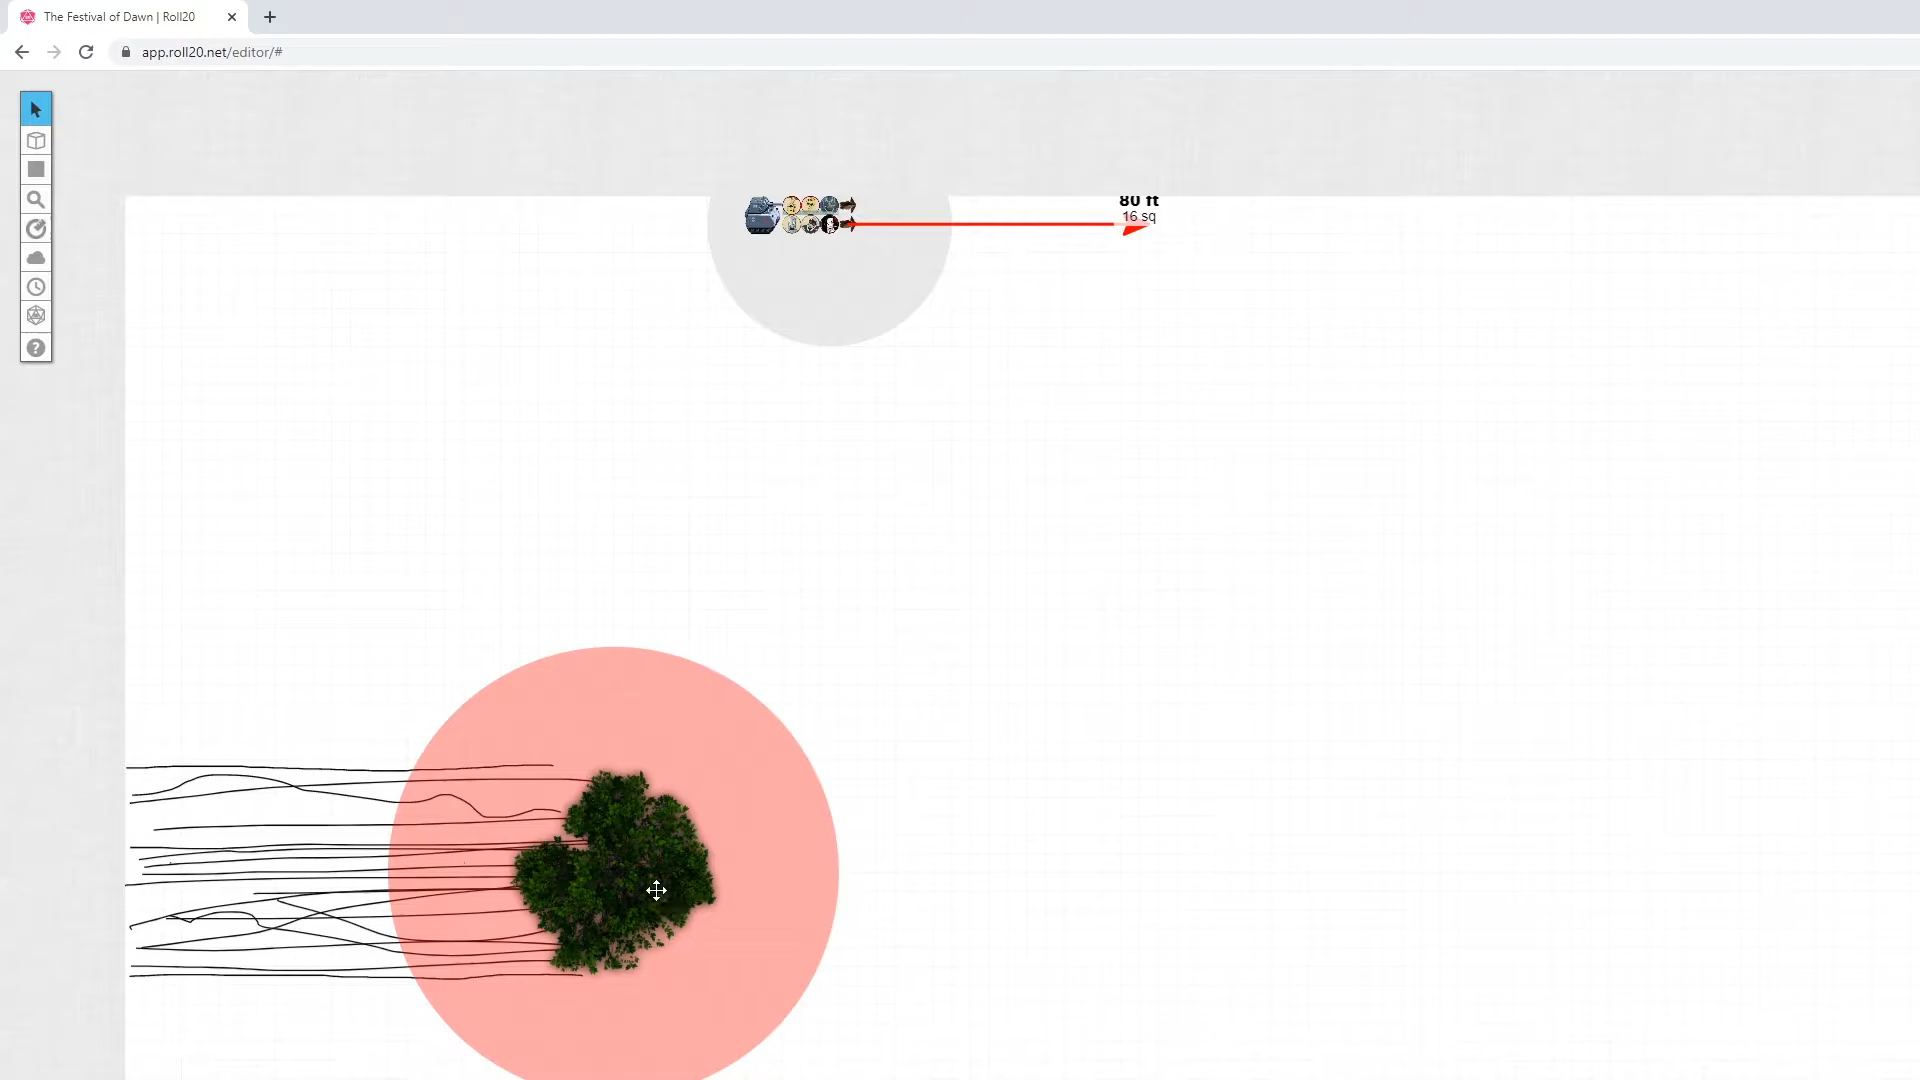 The Festival of Dawn | Roll20
app.roll20.net/editor/#
80 ft
16 sq